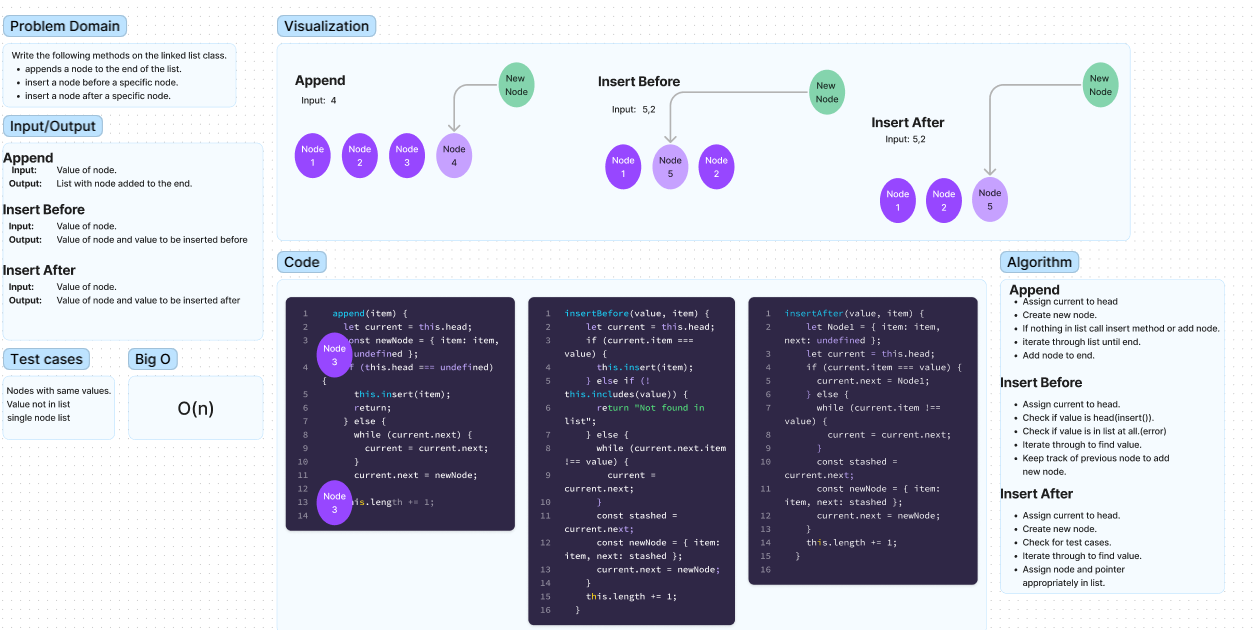 Problem Domain
Write the following methods on the linked list class.
• appends a node to the end of the list.
• insert a node before a specific node.
• insert a node after a specific node.
Input/Output
Append
Input: Value of node.
Output: List with node added to the end.
Insert Before
Input: Value of node.
Output: Value of node and value to be inserted before
Insert After
Input: Value of node.
Output: Value of node and value to be inserted after
Test cases
Nodes with same values.
Value not in list
single node list
Big O
O(n)
Visualization
Append
Input: 4
New
Node
Node
1
Node
2
Node
3
Node
4
Insert Before
Input: 5,2
New
Node
Node
1
Node
5
Node
2
Insert After
Input: 5,2
New
Node
Node
1
Node
2
Node
5
Code
1 append(item) {
2 let current = this.head;
3 onst newNode = { item: item,
undefined };
4 f (this.head === undefined)
{
5 this.insert(item);
6 return;
7 } else {
8 while (current.next) {
9 current = current.next;
10 }
11 current.next = newNode;
12
13 his.length += 1;
14
Node
3
Node
3
1 insertBefore(value, item) {
2 let current = this.head;
3 if (current.item ===
value) {
4 this.insert(item);
5 } else if (!
this.includes(value)) {
6 return "Not found in
list";
7 } else {
8 while (current.next.item
!== value) {
9 current =
current.next;
10 }
11 const stashed =
current.next;
12 const newNode = { item:
item, next: stashed };
13 current.next = newNode;
14 }
15 this.length += 1;
16 }
1 insertAfter(value, item) {
2 let Node1 = { item: item,
next: undefined };
3 let current = this.head;
4 if (current.item === value) {
5 current.next = Node1;
6 } else {
7 while (current.item !==
value) {
8 current = current.next;
9 }
10 const stashed =
current.next;
11 const newNode = { item:
item, next: stashed };
12 current.next = newNode;
13 }
14 this.length += 1;
15 }
16
Algorithm
Append
• Assign current to head
• Create new node.
• If nothing in list call insert method or add node.
• iterate through list until end.
• Add node to end.
Insert Before
• Assign current to head.
• Check if value is head(insert()).
• Check if value is in list at all.(error)
• Iterate through to find value.
• Keep track of previous node to add
new node.
Insert After
• Assign current to head.
• Create new node.
• Check for test cases.
• Iterate through to find value.
• Assign node and pointer
appropriately in list.